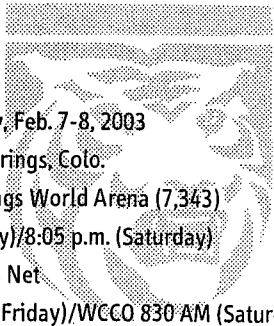 , Feb. 7-8, 2003
rings, Colo.
gs World Arena (7,343)
y)/8:05 p.m. (Saturday)
Net
Friday)/WCCO 830 AM (Satur